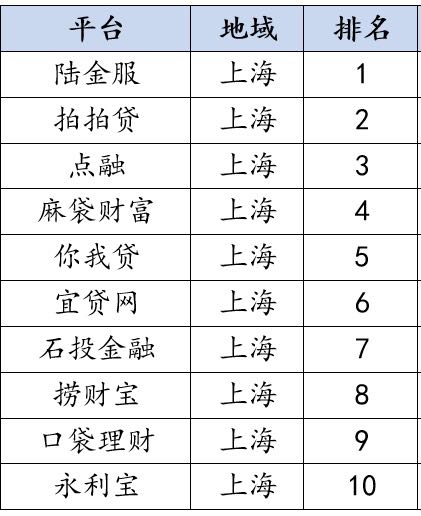 平台 地域 排名
陆金服 上海 1
拍拍贷 上海 2
点融 上海 3
麻袋财富 上海 4
你我贷 上海 5
宜贷网 上海 6
石投金融 上海 7
捞财宝 上海 8
口袋理财 上海 9
永利宝 上海 10